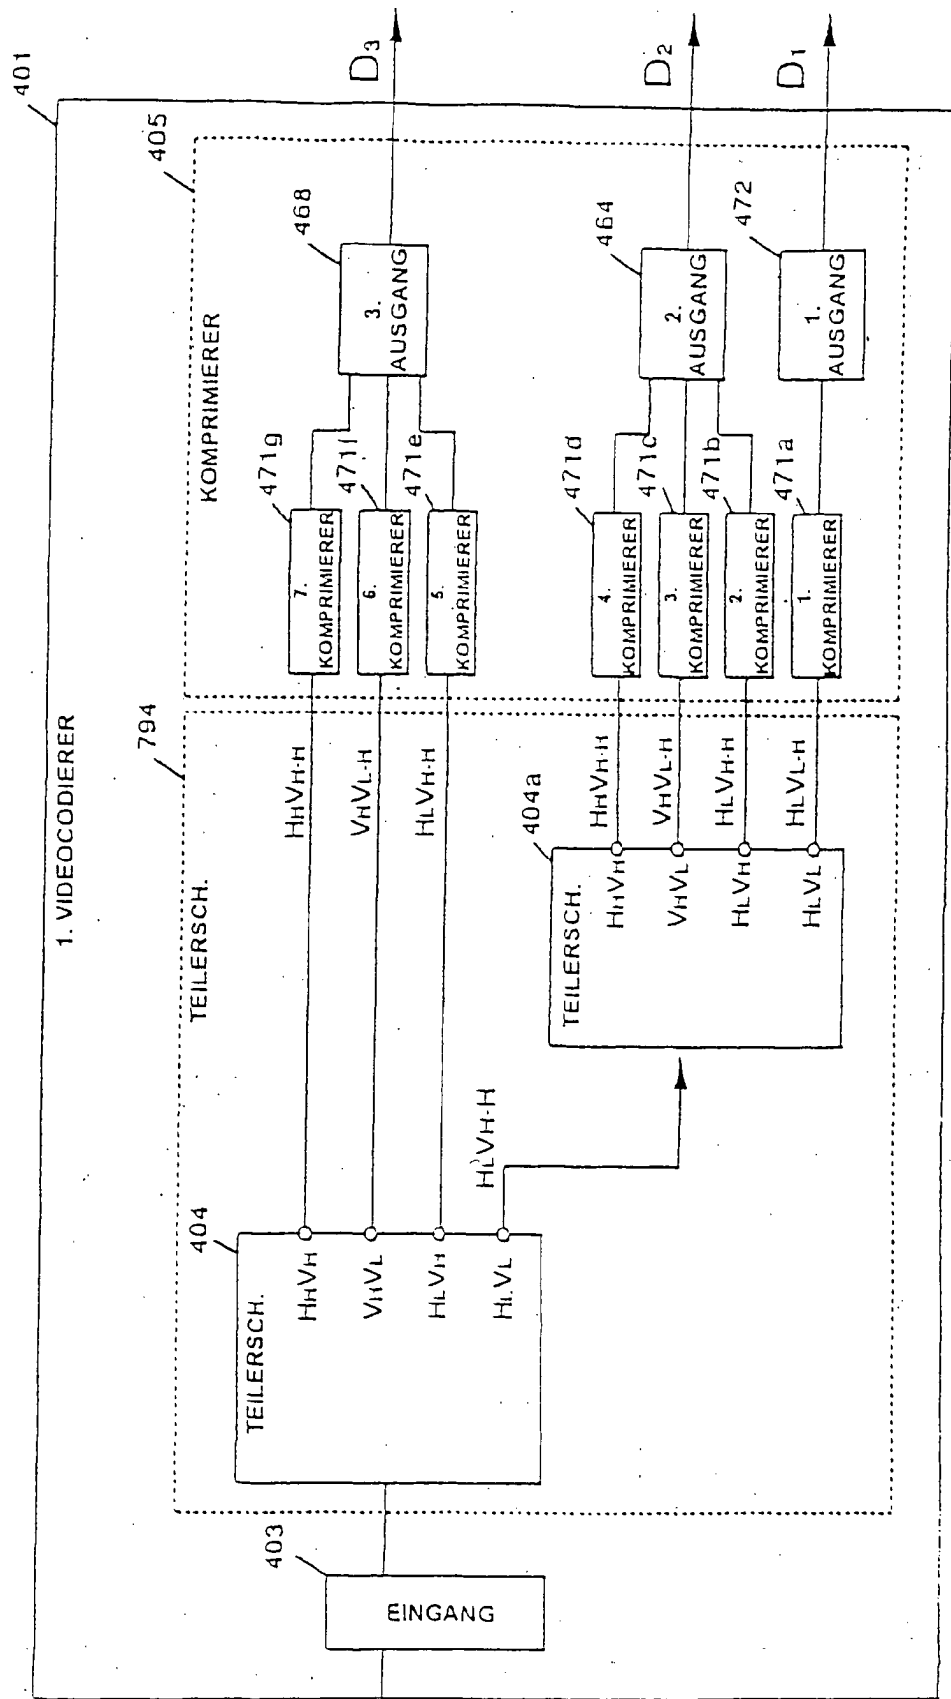 1. VIDEOCODIERER
401
794
405
TEILERSCH.
KOMPRIMIERER
403
EINGANG
404
TEILERSCH.
HHVH
VHVL
HLVH
HLVL
HHVH-H
VHVL-H
HLVH-H
HLVH-H
404a
TEILERSCH.
HHVH
VHVL
HLVH
HLVL
HHVH-H
VHVL-H
HLVH-H
HLVL-H
471g
7.
KOMPRIMIERER
471f
6.
KOMPRIMIERER
471e
5.
KOMPRIMIERER
471d
4.
KOMPRIMIERER
471c
3.
KOMPRIMIERER
471b
2.
KOMPRIMIERER
471a
1.
KOMPRIMIERER
468
3.
AUSGANG
464
2.
AUSGANG
472
1.
AUSGANG
D3
D2
D1